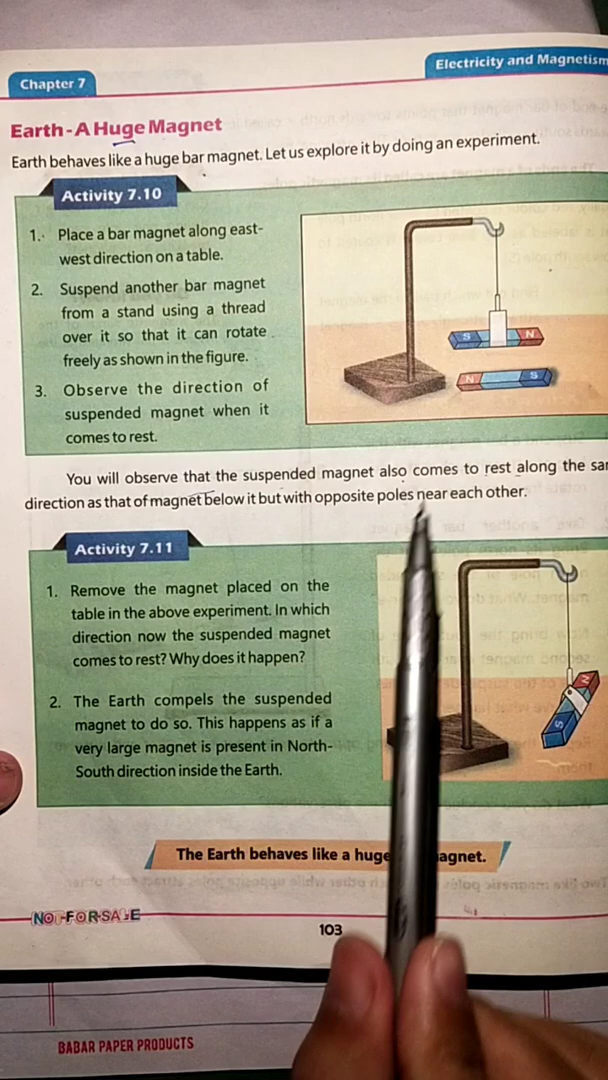 Electricity and Magnetism
Chapter 7
Earth - A Huge Magnet
Earth behaves like a huge bar magnet. Let us explore it by doing an experiment.
Activity 7.10
1. Place a bar magnet along east-
west direction on a table.
2. Suspend another bar magnet
from a stand using a thread
over it so that it can rotate
freely as shown in the figure.
3. Observe the direction of
suspended magnet when it
comes to rest.
S N
N S
You will observe that the suspended magnet also comes to rest along the
direction as that of magnet below it but with opposite poles near each other.
Activity 7.11
1. Remove the magnet placed on the
table in the above experiment. In which
direction now the suspended magnet
comes to rest? Why does it happen?
2. The Earth compels the suspended
magnet to do so. This happens as if a
very large magnet is present in North-
South direction inside the Earth.
N
S
The Earth behaves like a huge agnet.
NOT FOR SALE
103
BABAR PAPER PRODUCTS